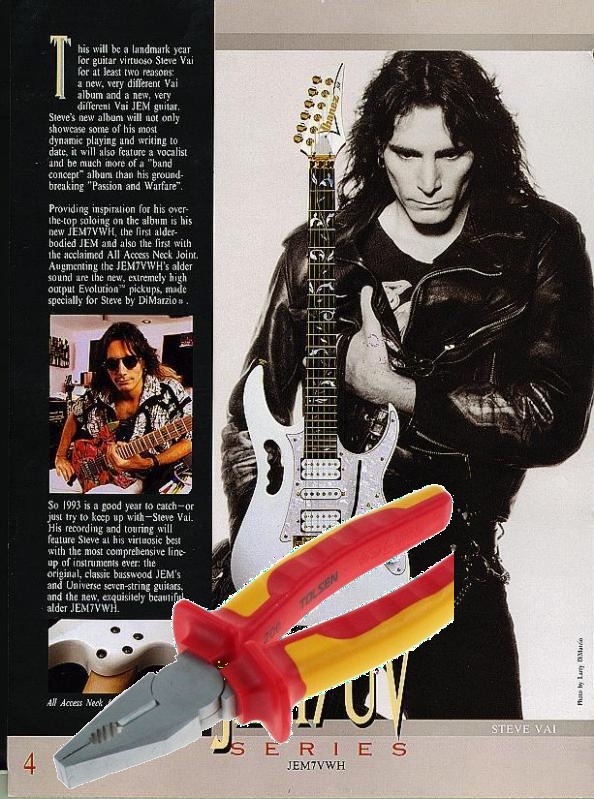 This will be a landmark year
for guitar virtuoso Steve Vai
for at least two reasons:
a new, very different Vai
album and a new, very
different Vai JEM guitar.
Steve's new album will not only
showcase some of his most
dynamic playing and writing to
date, it will also feature a vocalist
and be much more of a "band
concept" album than his ground-
breaking "Passion and Warfare".
Providing inspiration for his over-
the-top soloing on the album is his
new JEM7VWH, the first alder-
bodied JEM and also the first with
the acclaimed All Access Neck Joint.
Augmenting the JEM7VWH's alder
sound are the new, extremely high
output Evolution™ pickups, made
specially for Steve by DiMarzio®.
So 1993 is a good year to catch—or
just try to keep up with—Steve Vai.
His recording and touring will
feature Steve at his virtuosic best
with the most comprehensive line-
up of instruments ever: the
original, classic basswood JEM's
and Universe seven-string guitars,
and the new, exquisitely beautiful
alder JEM7VWH.
All Access Neck
Ibanez
TOLSEN
200
Photo by Larry DiMarzio
STEVE VAI
SERIES
JEM7VWH
4